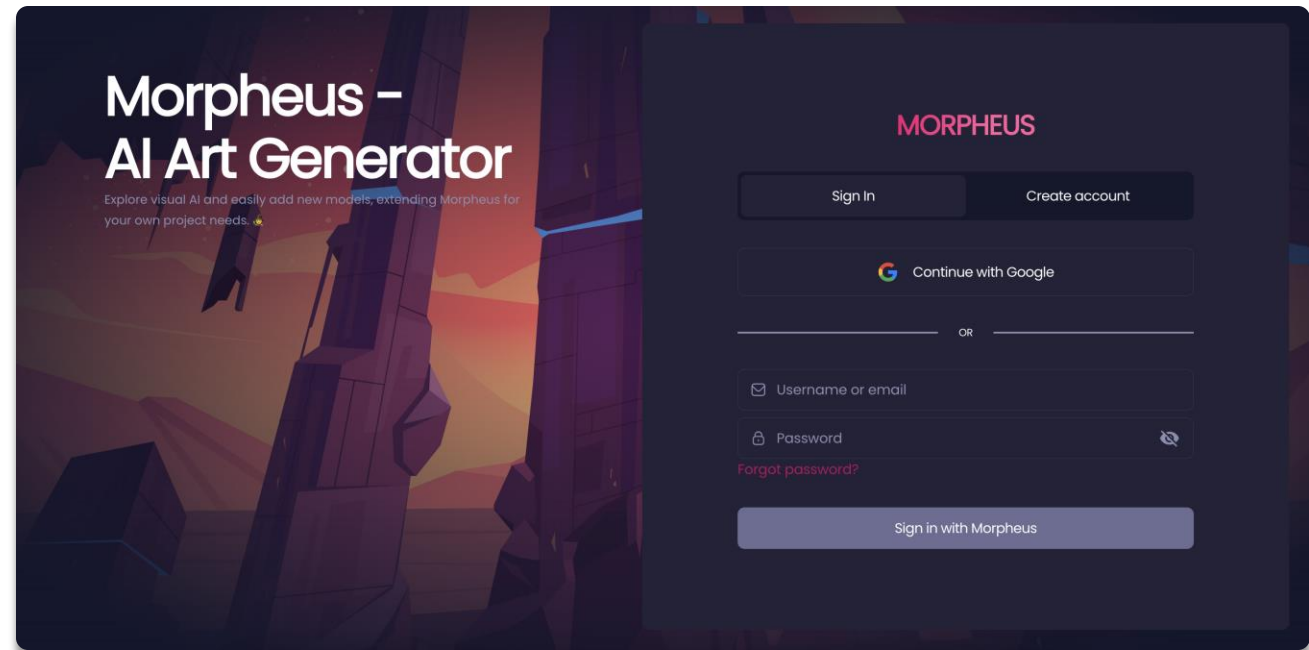 Morpheus -
AI Art Generator
Explore visual AI and easily add new models, extending Morpheus for
your own project needs.
MORPHEUS
Sign In
Create account
Continue with Google
OR
Username or email
Password
Forgot password?
Sign in with Morpheus